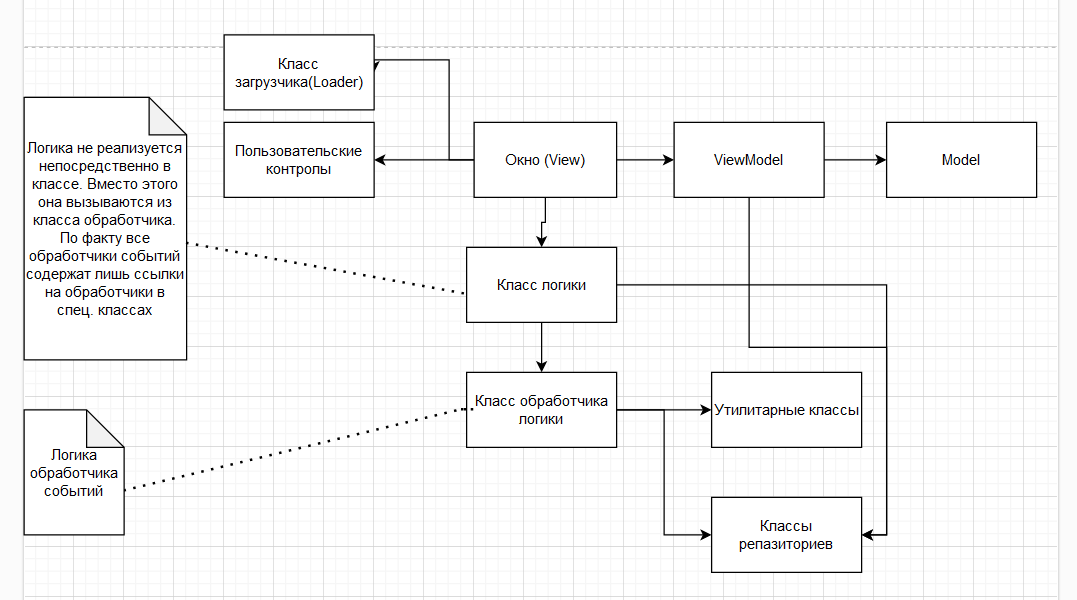 Класс
загрузчика(Loader)
Логика не реализуется
непосредственно в
классе. Вместо этого
она вызываются из
класса обработчика.
По факту все
обработчики событий
содержат лишь ссылки
на обработчики в
спец. классах
Пользовательские
контролы
Окно (View)
ViewModel
Model
Класс логики
Класс обработчика
логики
Утилитарные классы
Логика
обработчика
событий
Классы
репазиториев